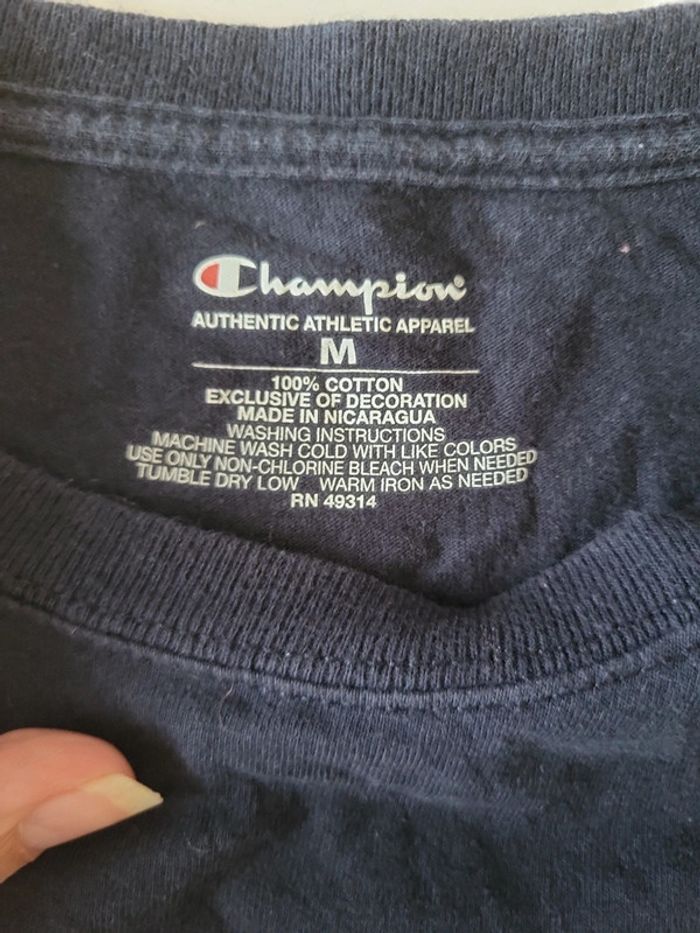 Champion
AUTHENTIC ATHLETIC APPAREL
M
100% COTTON
EXCLUSIVE OF DECORATION
MADE IN NICARAGUA
WASHING INSTRUCTIONS
MACHINE WASH COLD WITH LIKE COLORS
USE ONLY NON-CHLORINE BLEACH WHEN NEEDED
TUMBLE DRY LOW WARM IRON AS NEEDED
RN 49314